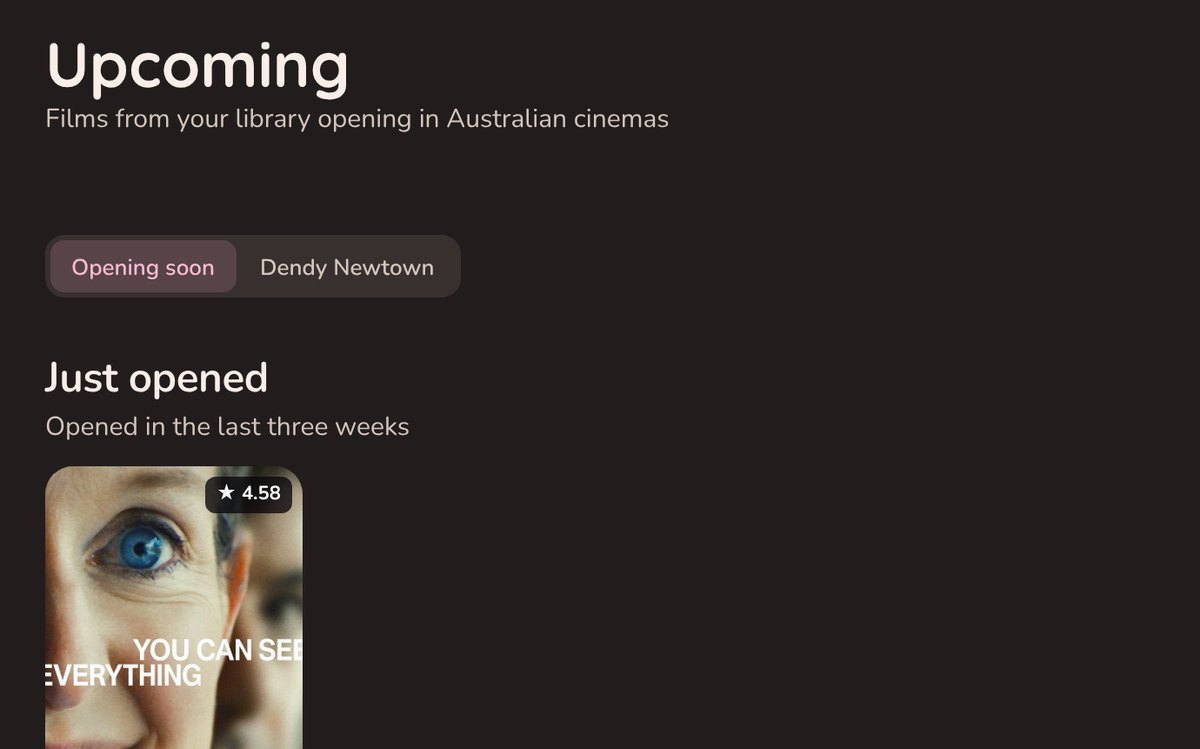 Upcoming
Films from your library opening in Australian cinemas
Opening soon
Dendy Newtown
Just opened
Opened in the last three weeks
★ 4.58
YOU CAN SEE
EVERYTHING